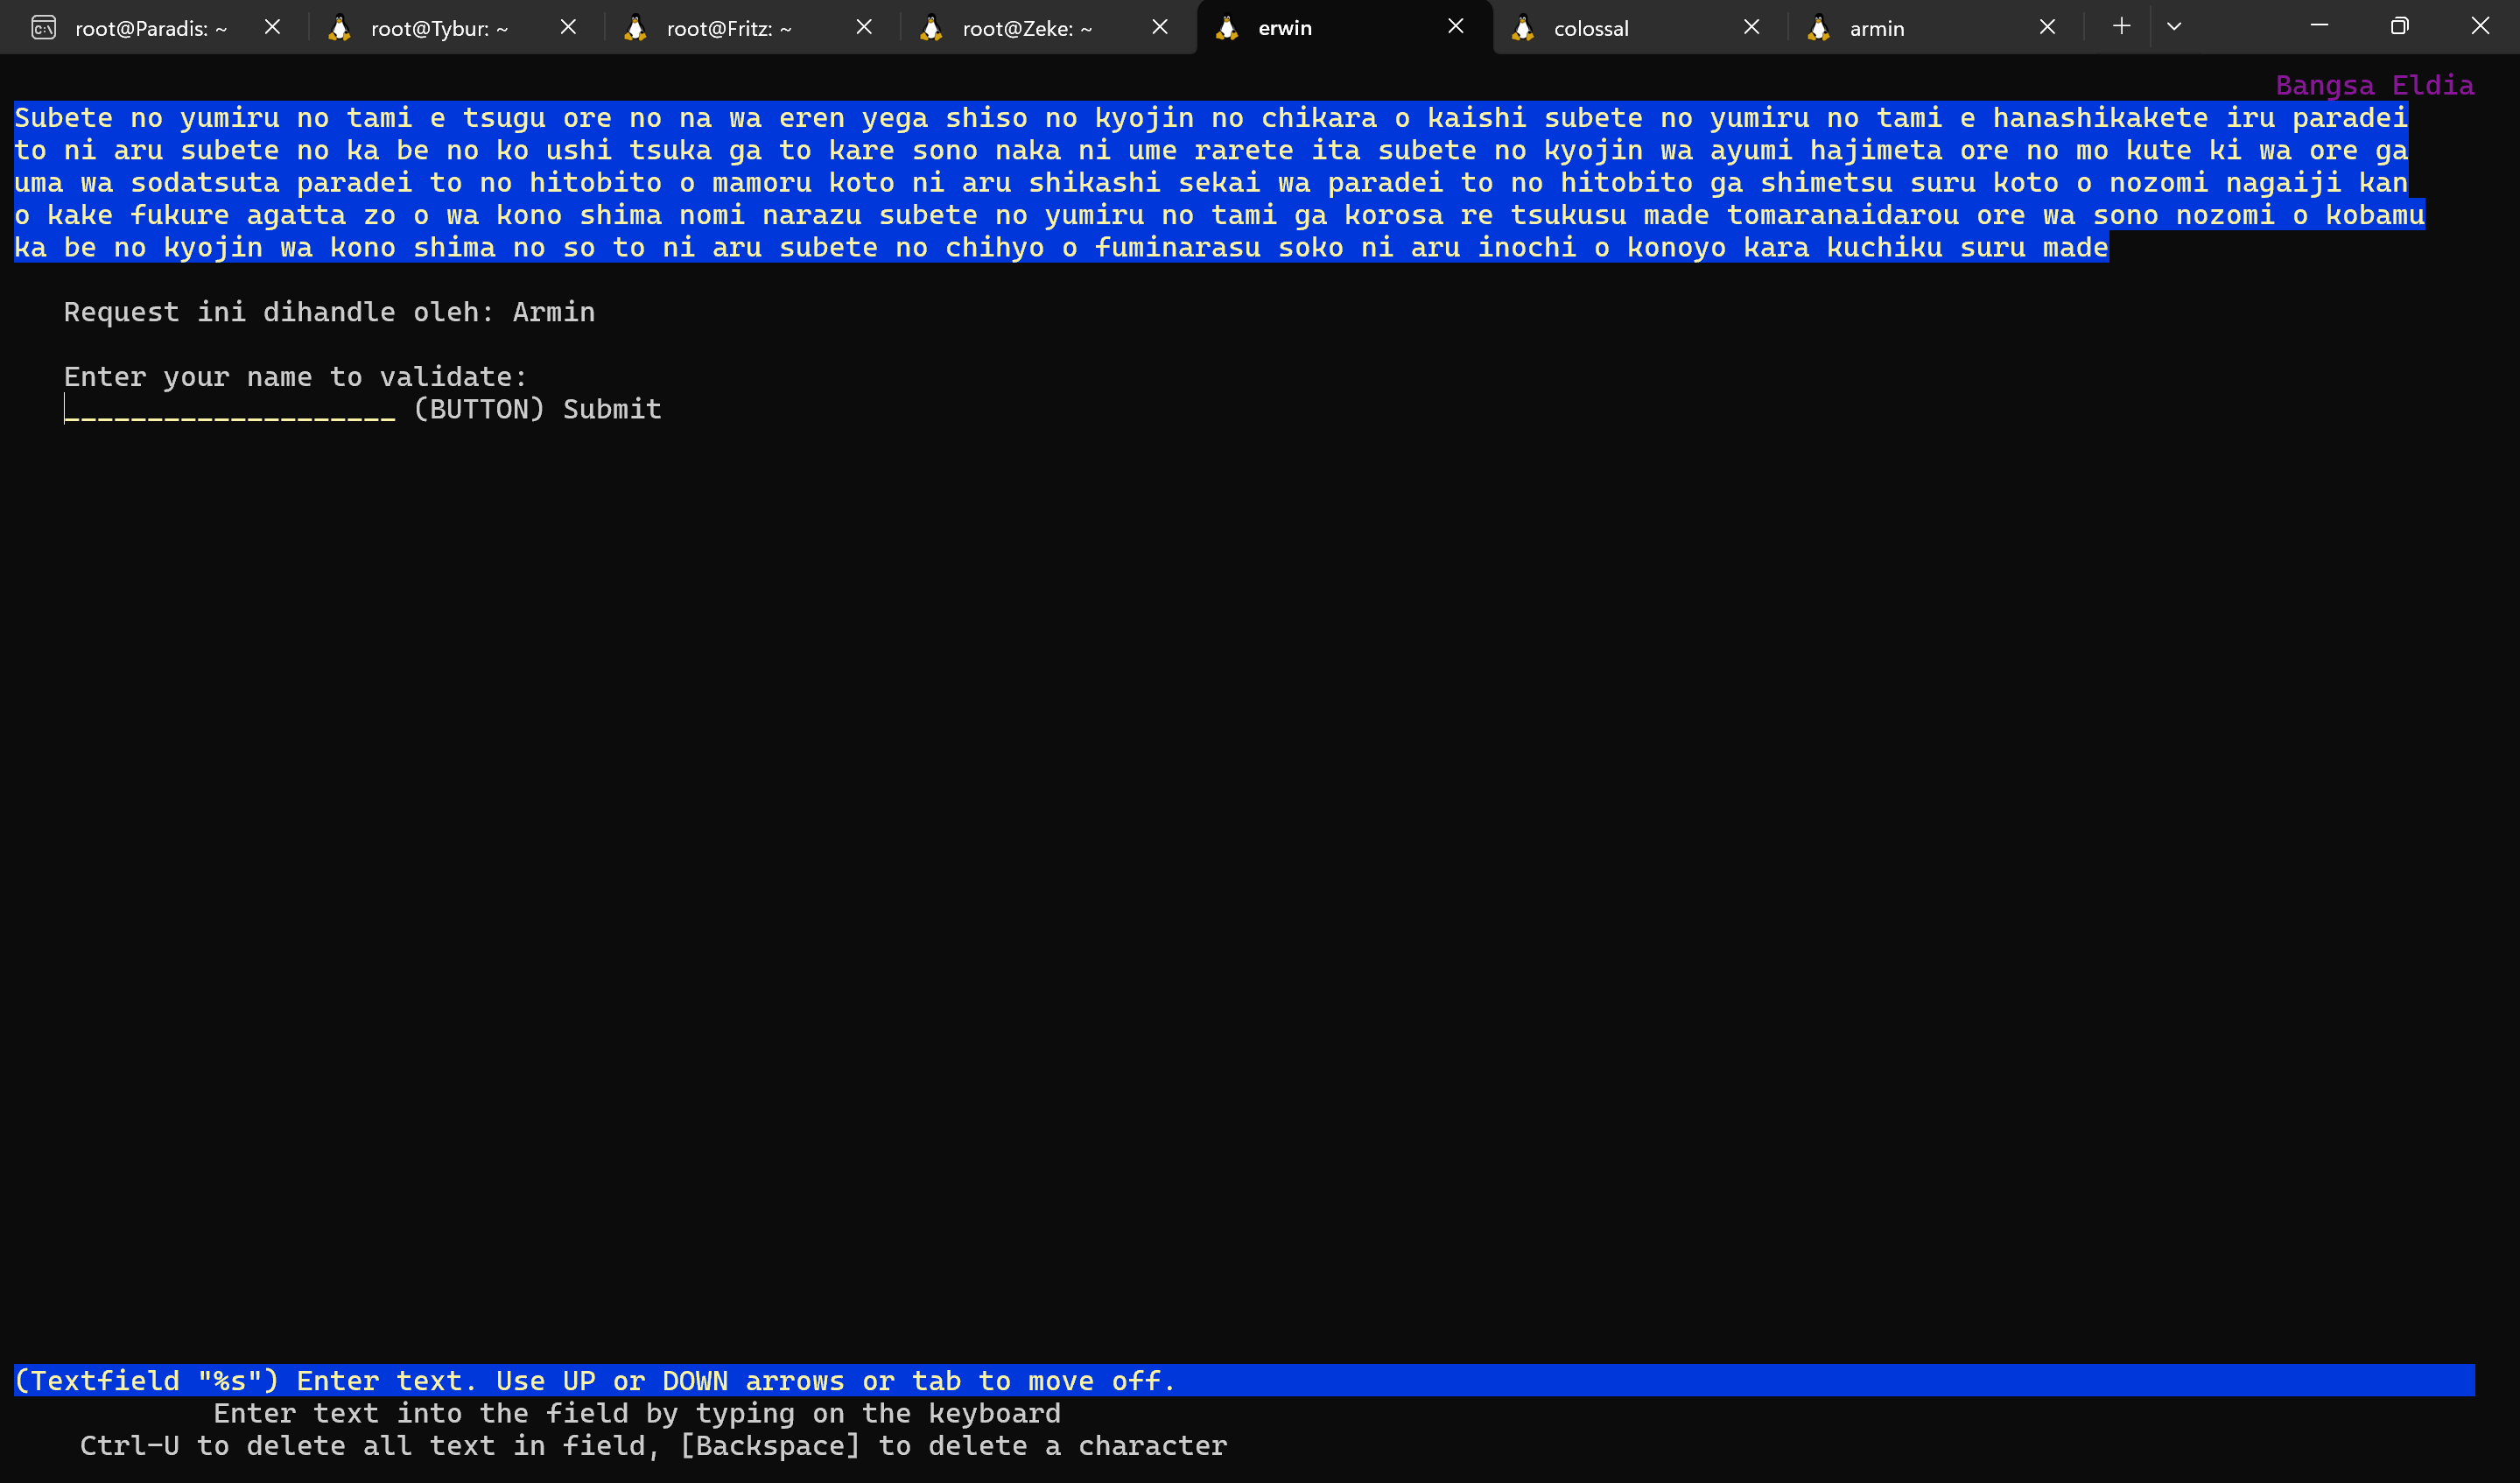 root@Paradis: ~ root@Tybur: ~ root@Fritz: ~ root@Zeke: ~ erwin colossal armin
Bangsa Eldia
Subete no yumiru no tami e tsugu ore no na wa eren yega shiso no kyojin no chikara o kaishi subete no yumiru no tami e hanashikakete iru paradei
to ni aru subete no ka be no ko ushi tsuka ga to kare sono naka ni ume rarete ita subete no kyojin wa ayumi hajimeta ore no mo kute ki wa ore ga
uma wa sodatsuta paradei to no hitobito o mamoru koto ni aru shikashi sekai wa paradei to no hitobito ga shimetsu suru koto o nozomi nagaiji kan
o kake fukure agatta zo o wa kono shima nomi narazu subete no yumiru no tami ga korosa re tsukusu made tomaranaidarou ore wa sono nozomi o kobamu
ka be no kyojin wa kono shima no so to ni aru subete no chihyo o fuminarasu soko ni aru inochi o konoyo kara kuchiku suru made
Request ini dihandle oleh: Armin
Enter your name to validate:
____________________ (BUTTON) Submit
(Textfield "%s") Enter text. Use UP or DOWN arrows or tab to move off.
Enter text into the field by typing on the keyboard
Ctrl-U to delete all text in field, [Backspace] to delete a character